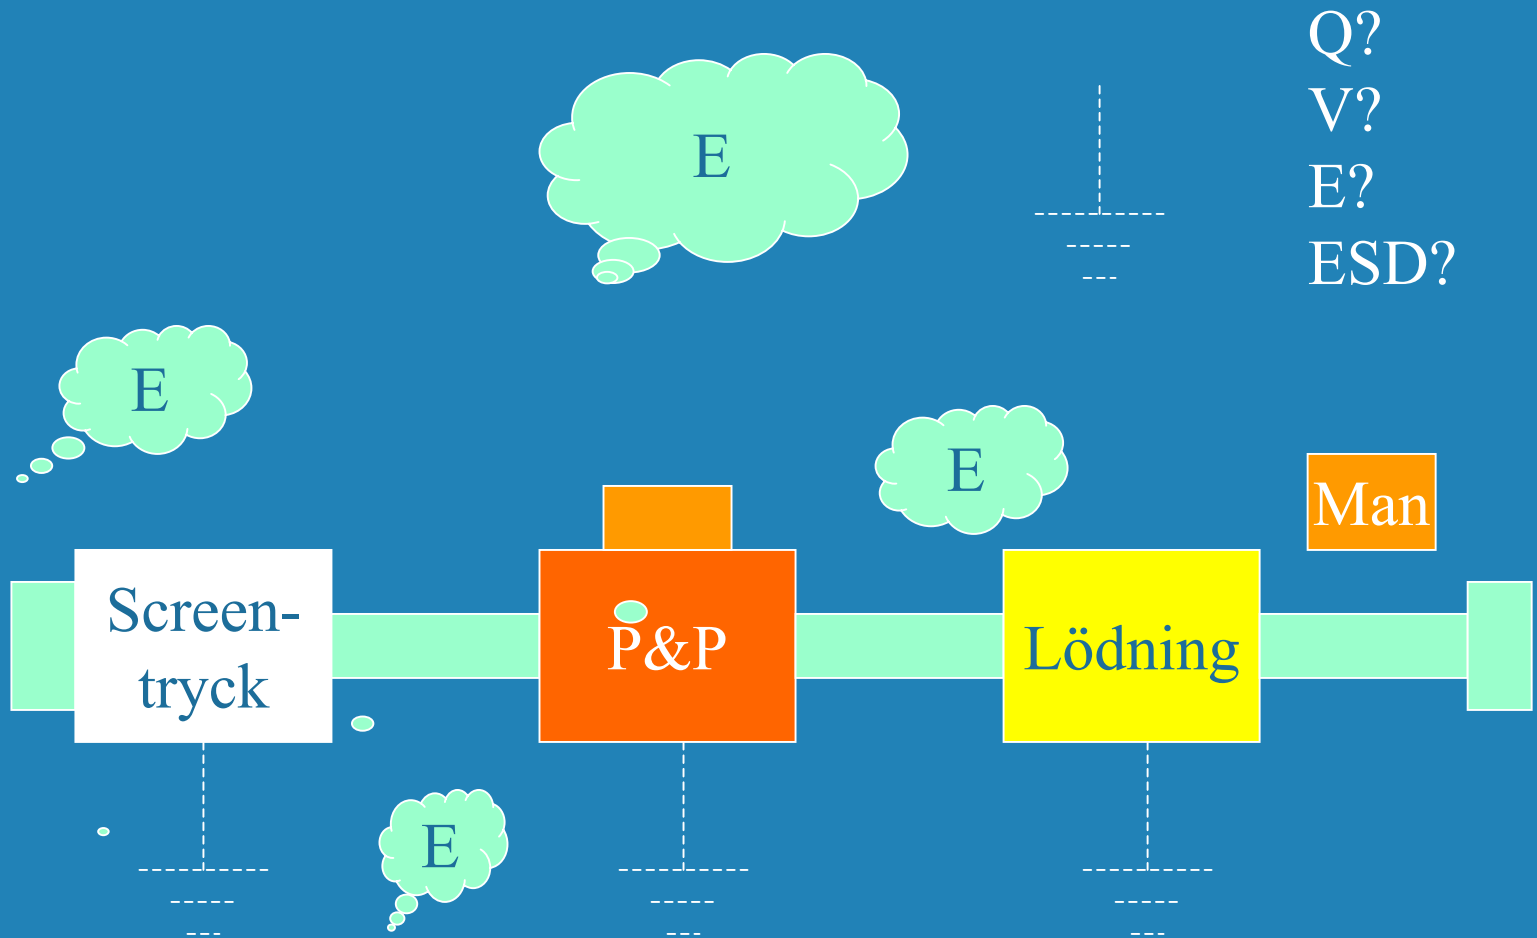 Q?
V?
E?
ESD?
E
E
E
Man
Screen-
tryck
P&P
Lödning
E